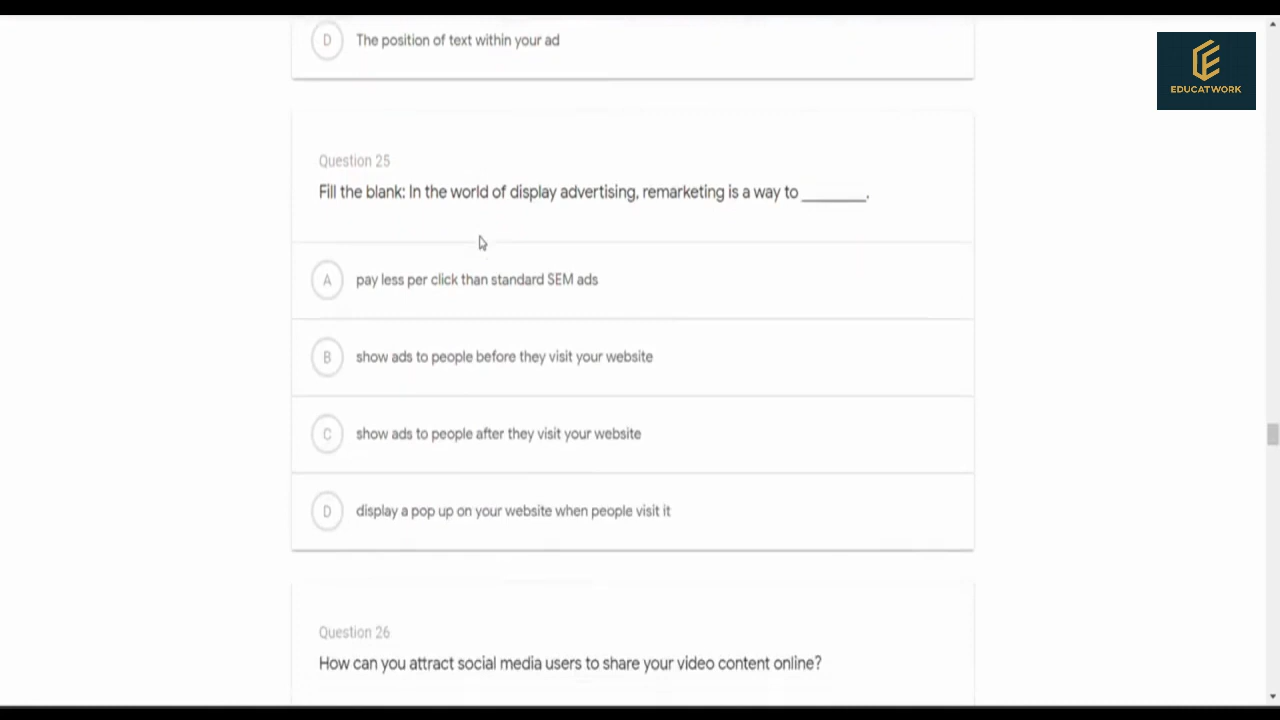 D The position of text within your ad
EDUCATWORK
Question 25
Fill the blank: In the world of display advertising, remarketing is a way to ________.
A pay less per click than standard SEM ads
B show ads to people before they visit your website
C show ads to people after they visit your website
D display a pop up on your website when people visit it
Question 26
How can you attract social media users to share your video content online?